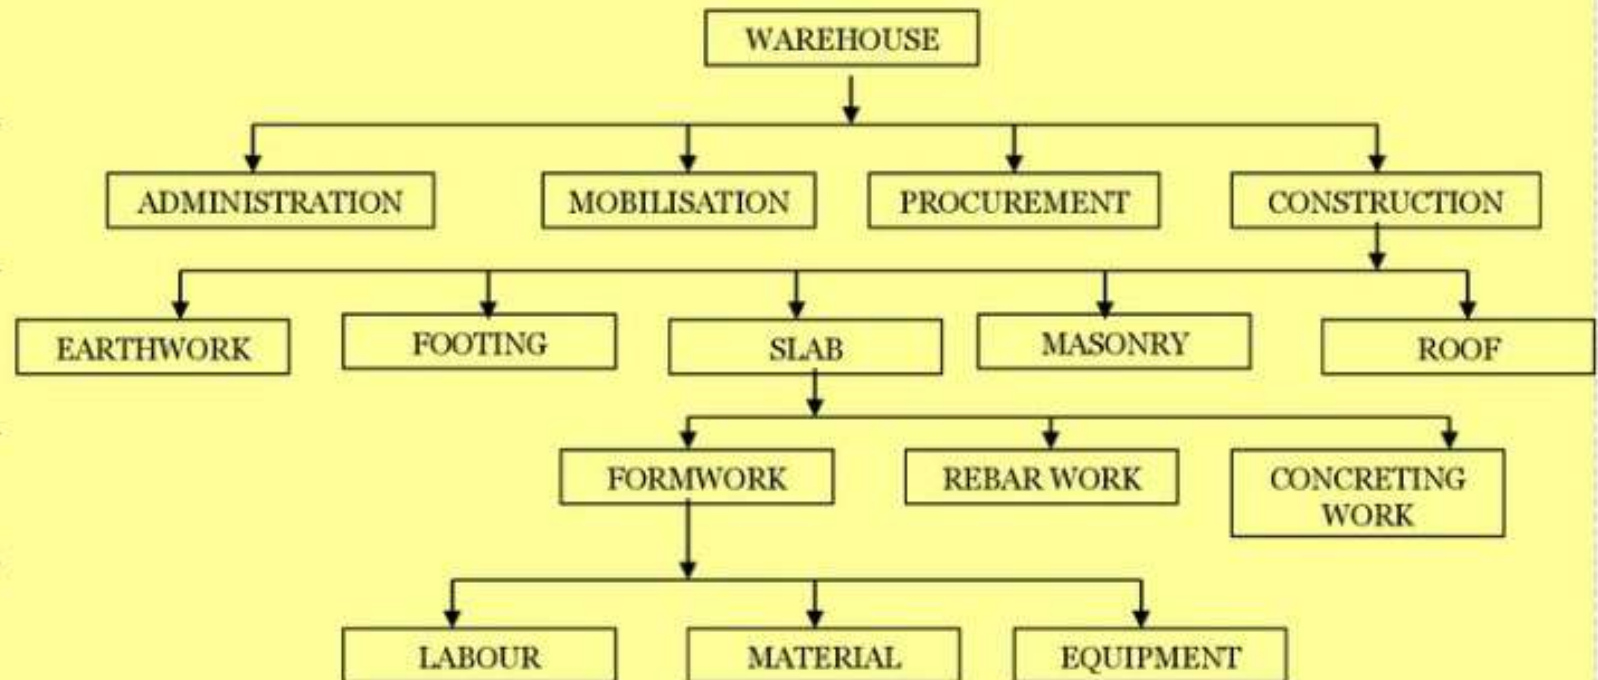 WAREHOUSE
ADMINISTRATION
MOBILISATION
PROCUREMENT
CONSTRUCTION
EARTHWORK
FOOTING
SLAB
MASONRY
ROOF
FORMWORK
REBAR WORK
CONCRETING
WORK
LABOUR
MATERIAL
EQUIPMENT